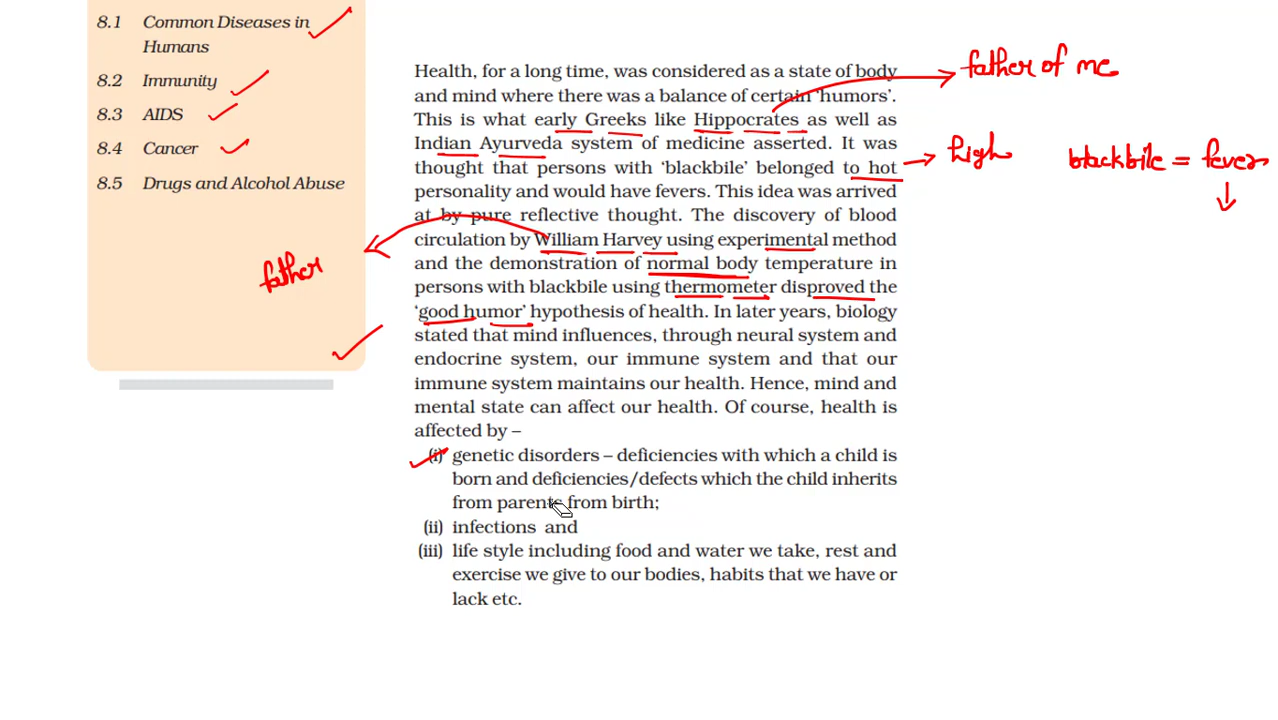 8.1 Common Diseases in
Humans
8.2 Immunity
8.3 AIDS
8.4 Cancer
8.5 Drugs and Alcohol Abuse
father
Health, for a long time, was considered as a state of body
and mind where there was a balance of certain ‘humors’.
This is what early Greeks like Hippocrates as well as
Indian Ayurveda system of medicine asserted. It was
thought that persons with ‘blackbile’ belonged to hot
personality and would have fevers. This idea was arrived
at by pure reflective thought. The discovery of blood
circulation by William Harvey using experimental method
and the demonstration of normal body temperature in
persons with blackbile using thermometer disproved the
‘good humor’ hypothesis of health. In later years, biology
stated that mind influences, through neural system and
endocrine system, our immune system and that our
immune system maintains our health. Hence, mind and
mental state can affect our health. Of course, health is
affected by –
(i) genetic disorders – deficiencies with which a child is
born and deficiencies/defects which the child inherits
from parents from birth;
(ii) infections and
(iii) life style including food and water we take, rest and
exercise we give to our bodies, habits that we have or
lack etc.
father of me
high
blackbile = fever